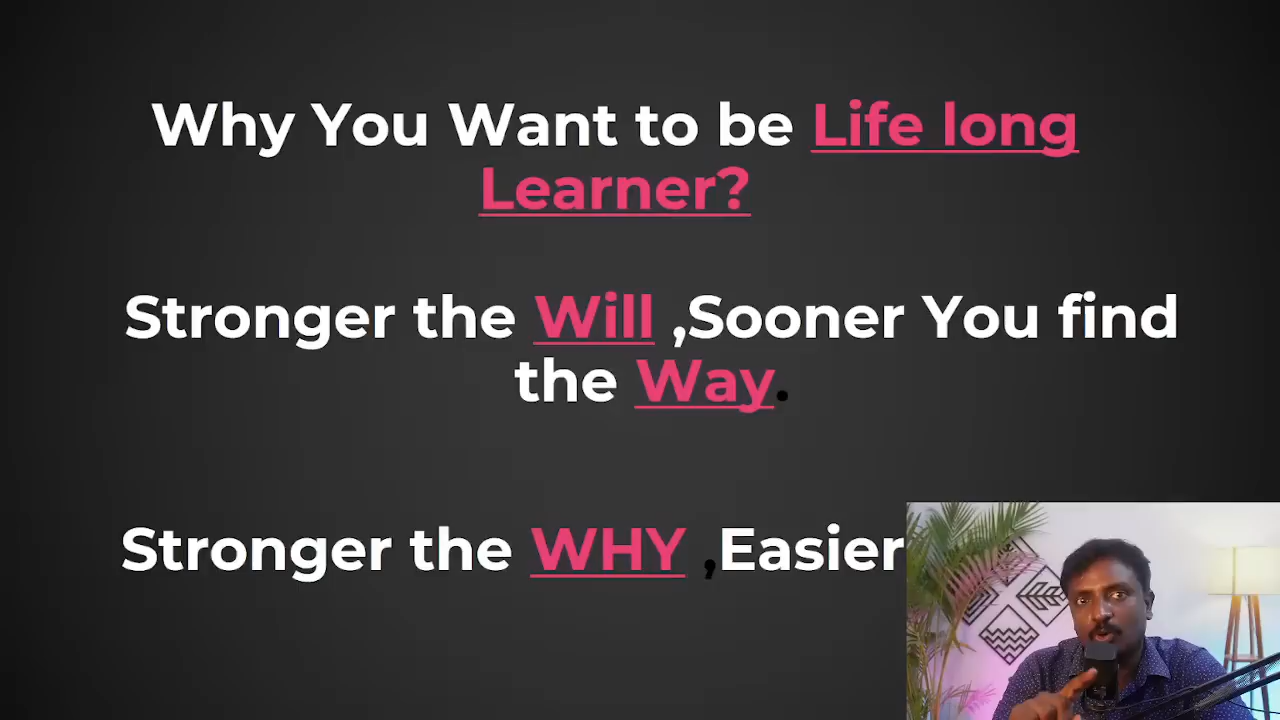 Why You Want to be Life long
Learner?
Stronger the Will ,Sooner You find
the Way.
Stronger the WHY ,Easier